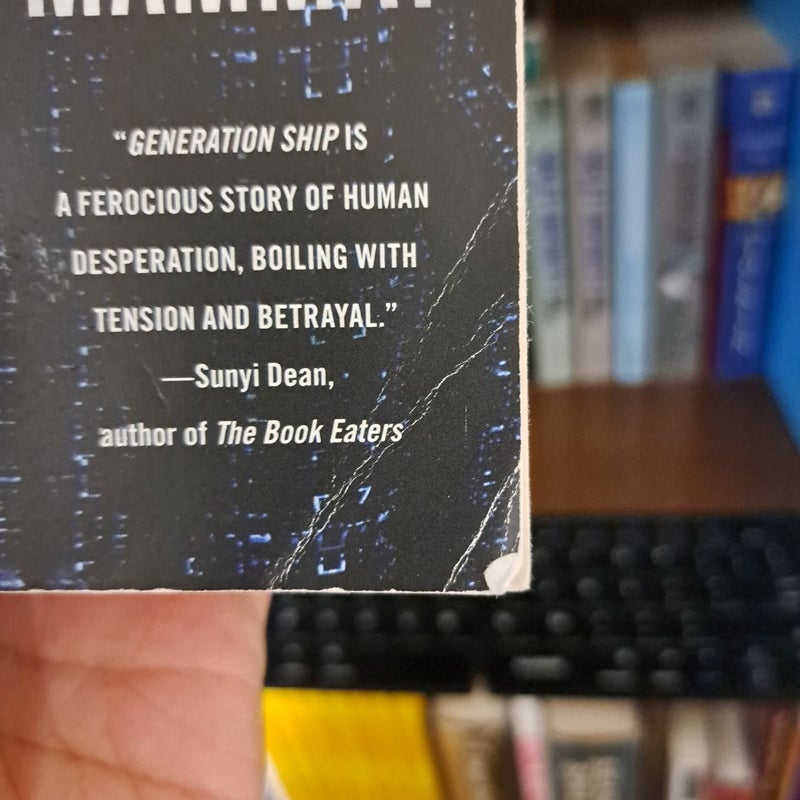 “GENERATION SHIP IS
A FEROCIOUS STORY OF HUMAN
DESPERATION, BOILING WITH
TENSION AND BETRAYAL.”
—Sunyi Dean,
author of The Book Eaters